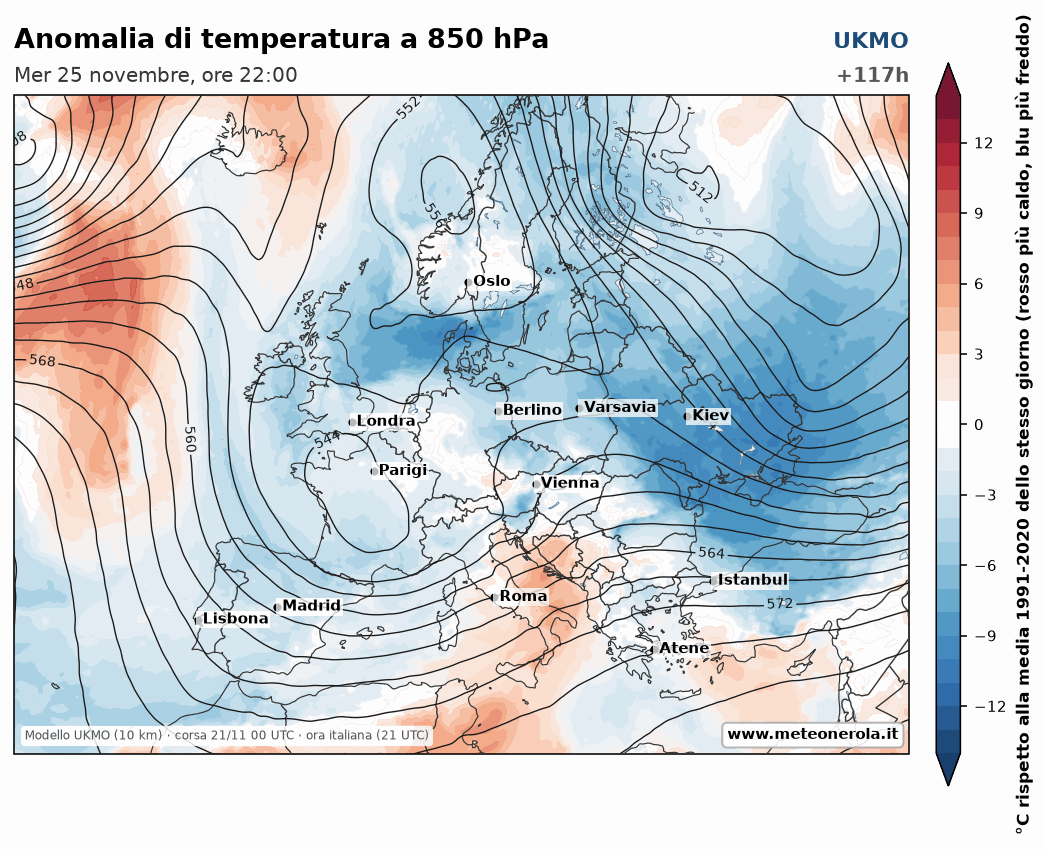 Anomalia di temperatura a 850 hPa
UKMO
Mer 25 novembre, ore 22:00
+117h
552
512
Oslo
48
568
560
544
Londra
Parigi
Berlino
Varsavia
Kiev
Vienna
564
572
Istanbul
Roma
Madrid
Lisbona
Atene
Modello UKMO (10 km) · corsa 21/11 00 UTC · ora italiana (21 UTC)
www.meteonerola.it
12
9
6
3
0
−3
−6
−9
−12
°C rispetto alla media 1991-2020 dello stesso giorno (rosso più caldo, blu più freddo)